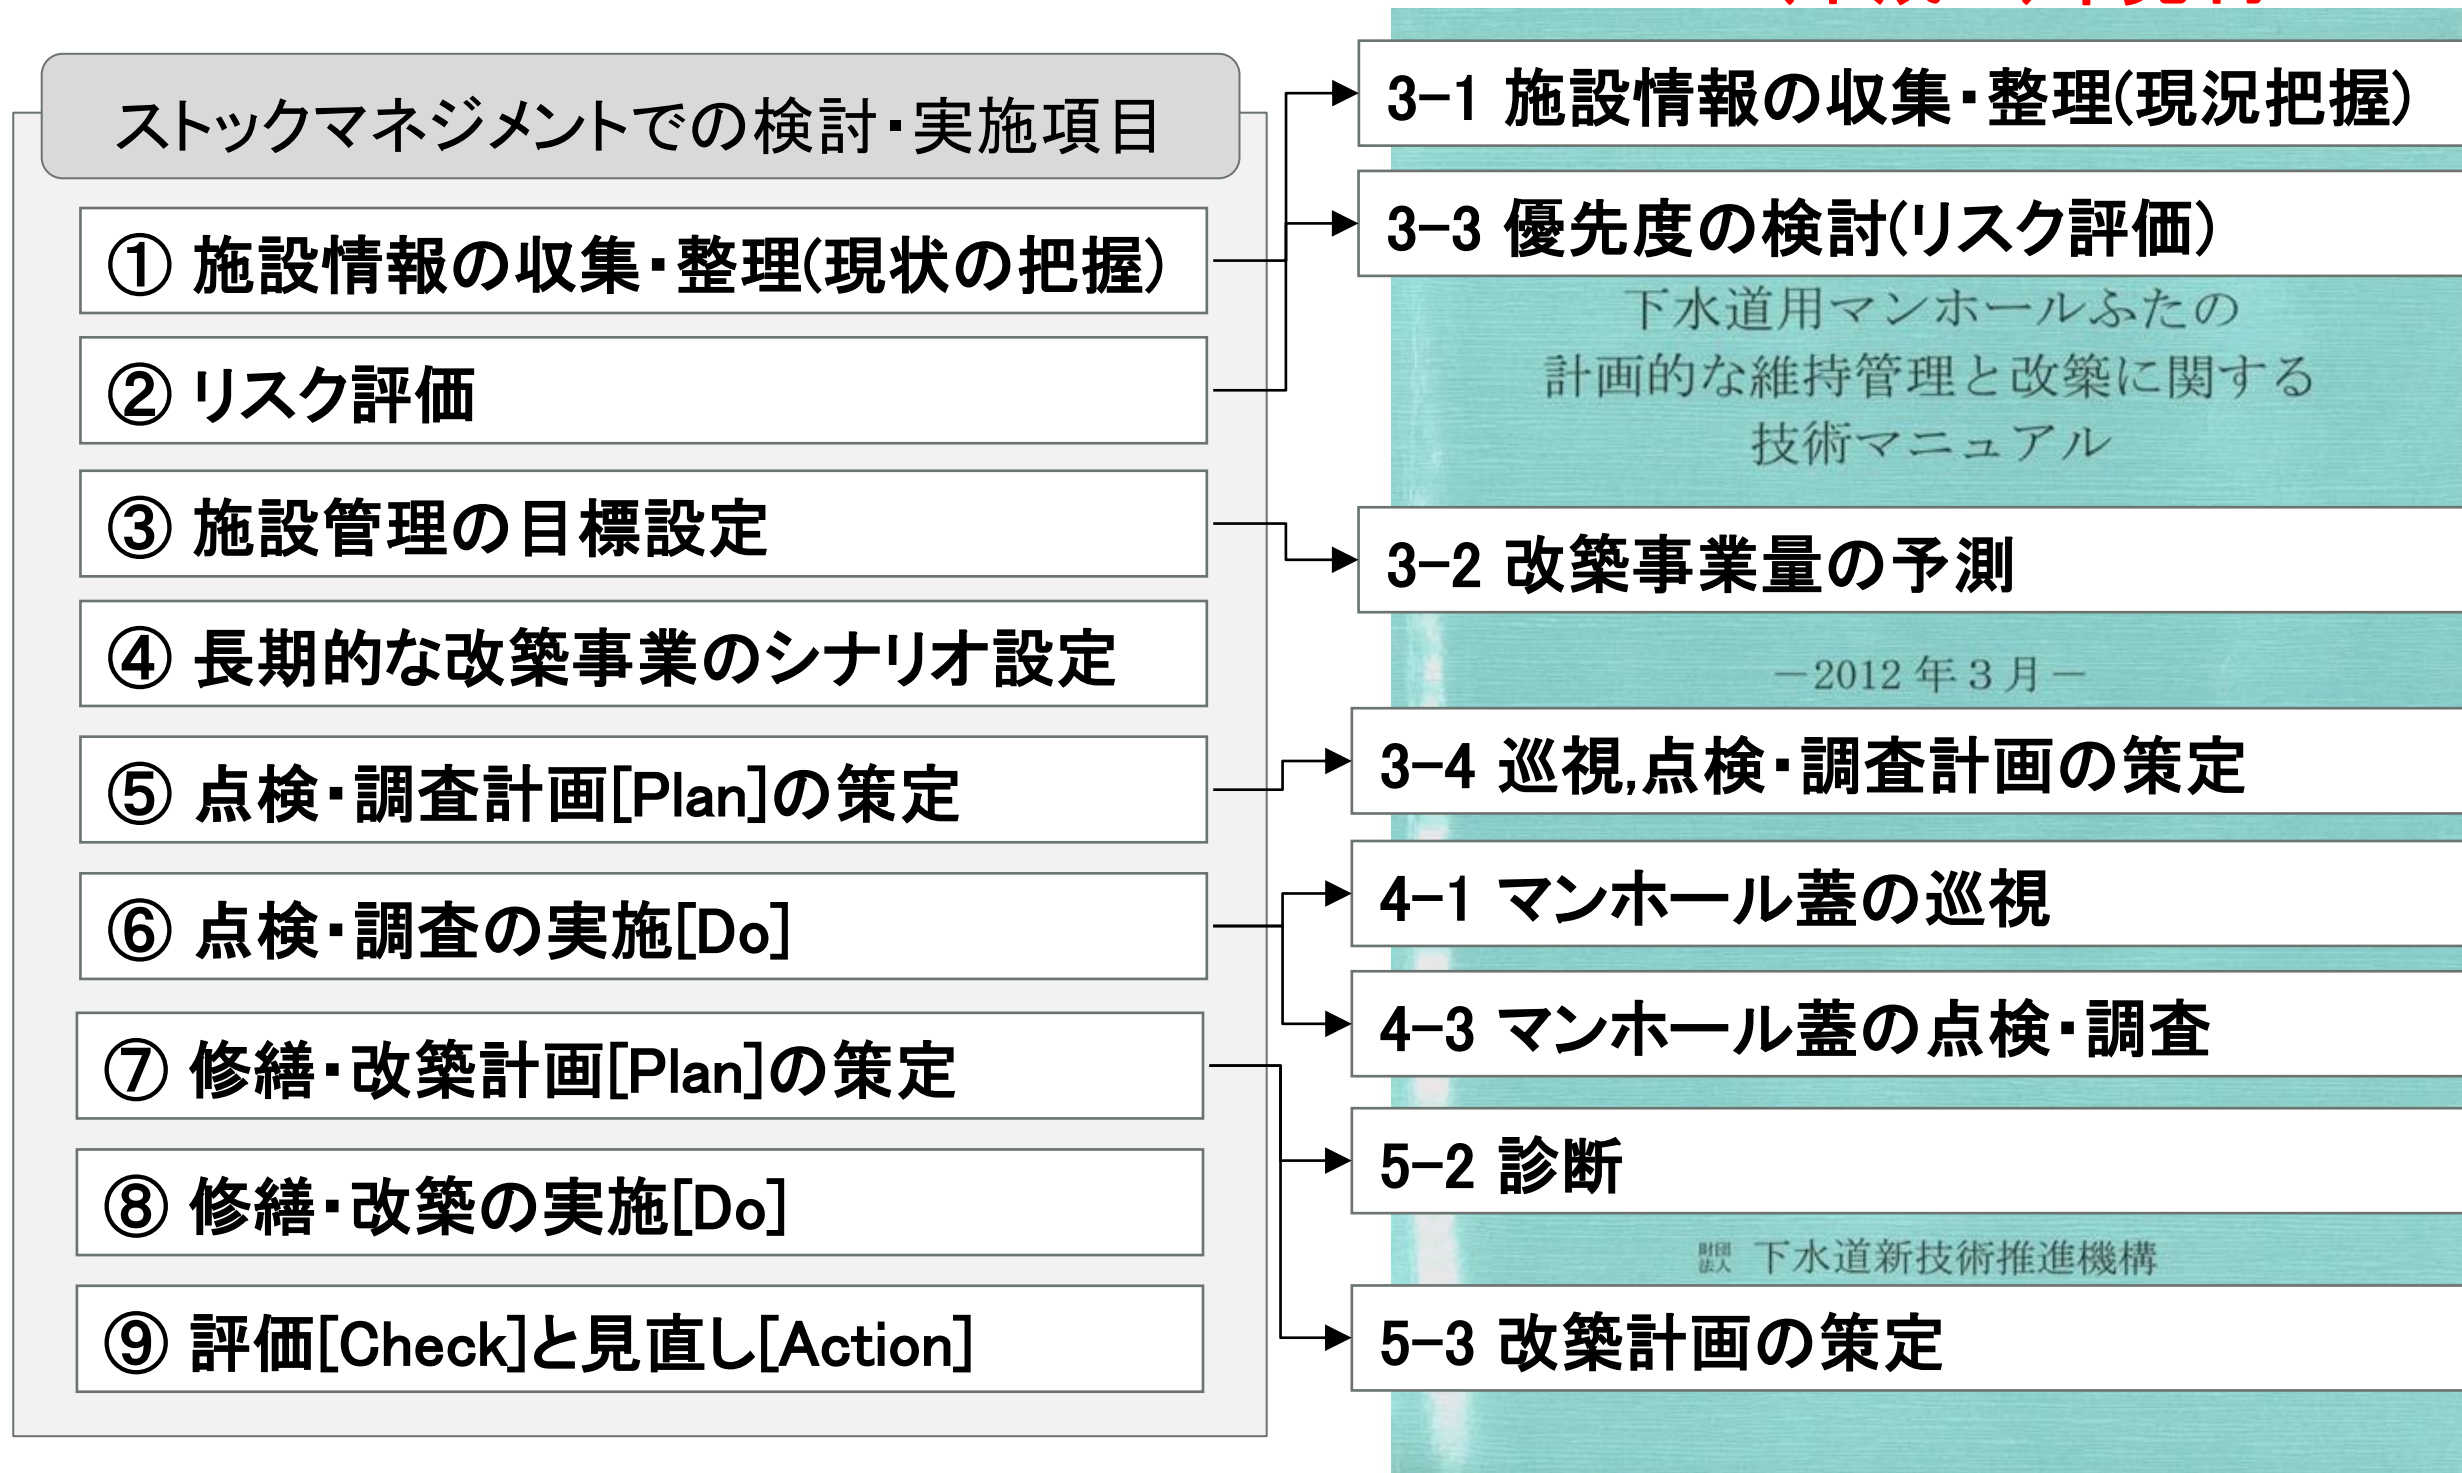 ストックマネジメントでの検討・実施項目
① 施設情報の収集・整理(現状の把握)
② リスク評価
③ 施設管理の目標設定
④ 長期的な改築事業のシナリオ設定
⑤ 点検・調査計画[Plan]の策定
⑥ 点検・調査の実施[Do]
⑦ 修繕・改築計画[Plan]の策定
⑧ 修繕・改築の実施[Do]
⑨ 評価[Check]と見直し[Action]
3-1 施設情報の収集・整理(現況把握)
3-3 優先度の検討(リスク評価)
下水道用マンホールふたの
計画的な維持管理と改築に関する
技術マニュアル
3-2 改築事業量の予測
－2012 年 3 月－
3-4 巡視,点検・調査計画の策定
4-1 マンホール蓋の巡視
4-3 マンホール蓋の点検・調査
5-2 診断
財団法人 下水道新技術推進機構
5-3 改築計画の策定